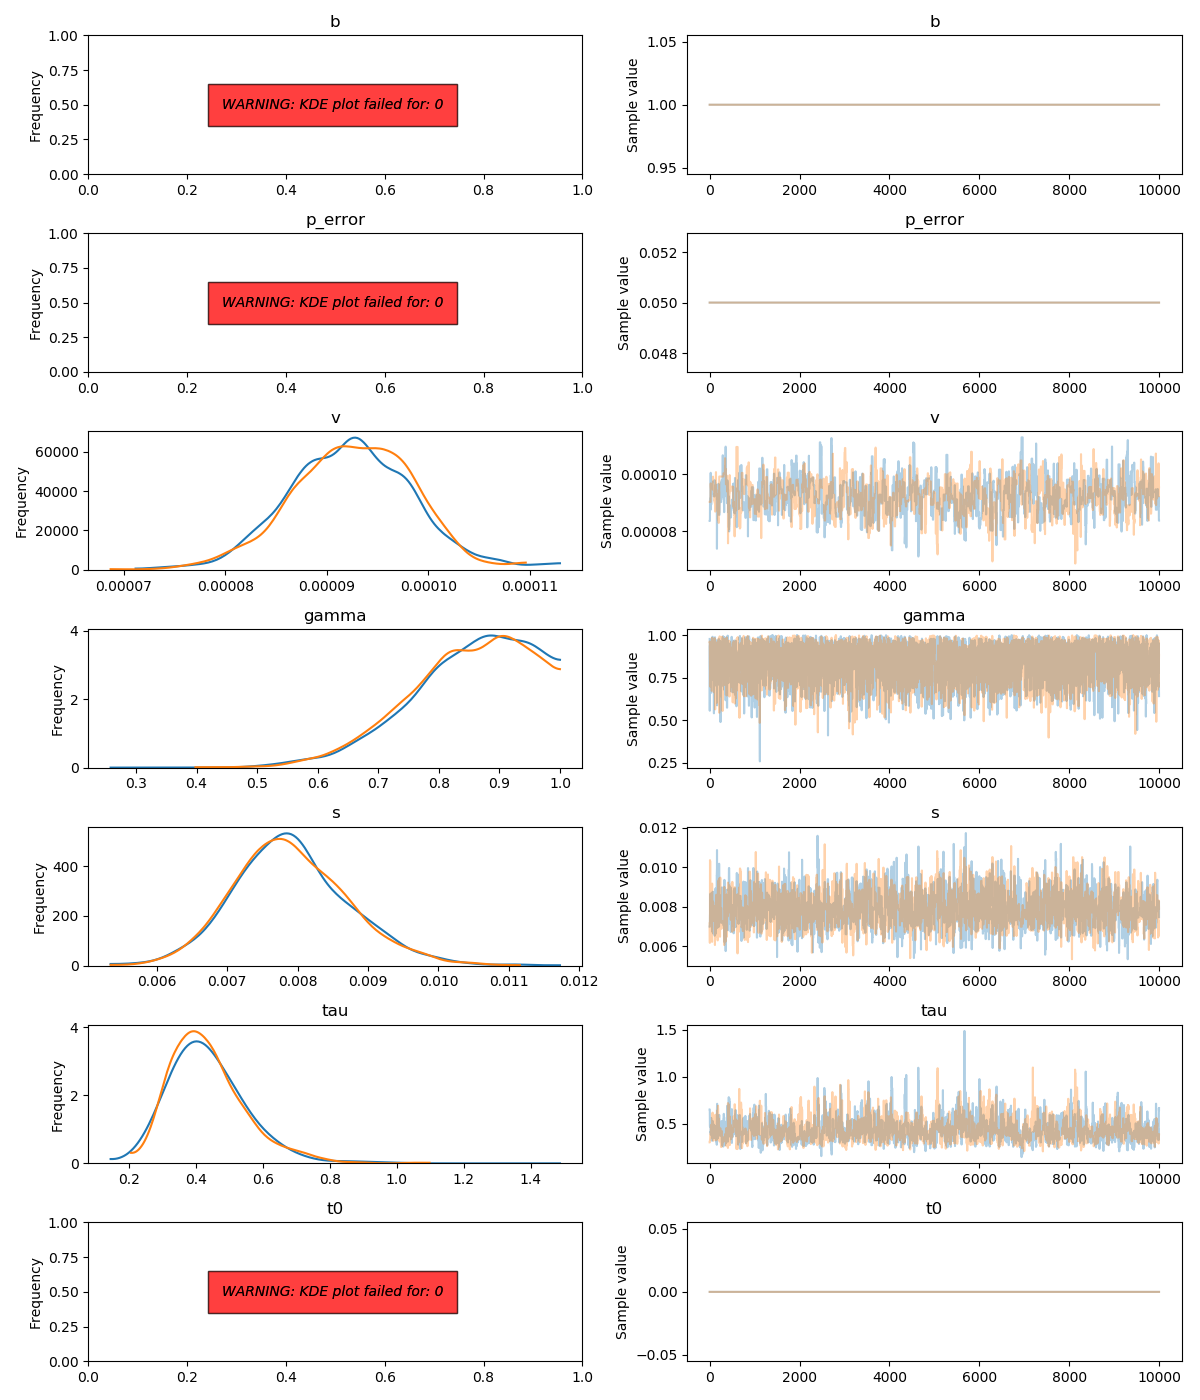 b
1.00
0.75
0.50
0.25
0.00
Frequency
WARNING: KDE plot failed for: 0
0.0 0.2 0.4 0.6 0.8 1.0
b
1.05
1.00
0.95
Sample value
0 2000 4000 6000 8000 10000
p_error
1.00
0.75
0.50
0.25
0.00
Frequency
WARNING: KDE plot failed for: 0
0.0 0.2 0.4 0.6 0.8 1.0
p_error
0.052
0.050
0.048
Sample value
0 2000 4000 6000 8000 10000
v
60000
40000
20000
0
Frequency
0.00007 0.00008 0.00009 0.00010 0.00011
v
0.00010
0.00008
Sample value
0 2000 4000 6000 8000 10000
gamma
4
2
0
Frequency
0.3 0.4 0.5 0.6 0.7 0.8 0.9 1.0
gamma
1.00
0.75
0.50
0.25
Sample value
0 2000 4000 6000 8000 10000
s
400
200
0
Frequency
0.006 0.007 0.008 0.009 0.010 0.011 0.012
s
0.012
0.010
0.008
0.006
Sample value
0 2000 4000 6000 8000 10000
tau
4
2
0
Frequency
0.2 0.4 0.6 0.8 1.0 1.2 1.4
tau
1.5
1.0
0.5
Sample value
0 2000 4000 6000 8000 10000
t0
1.00
0.75
0.50
0.25
0.00
Frequency
WARNING: KDE plot failed for: 0
0.0 0.2 0.4 0.6 0.8 1.0
t0
0.05
0.00
−0.05
Sample value
0 2000 4000 6000 8000 10000